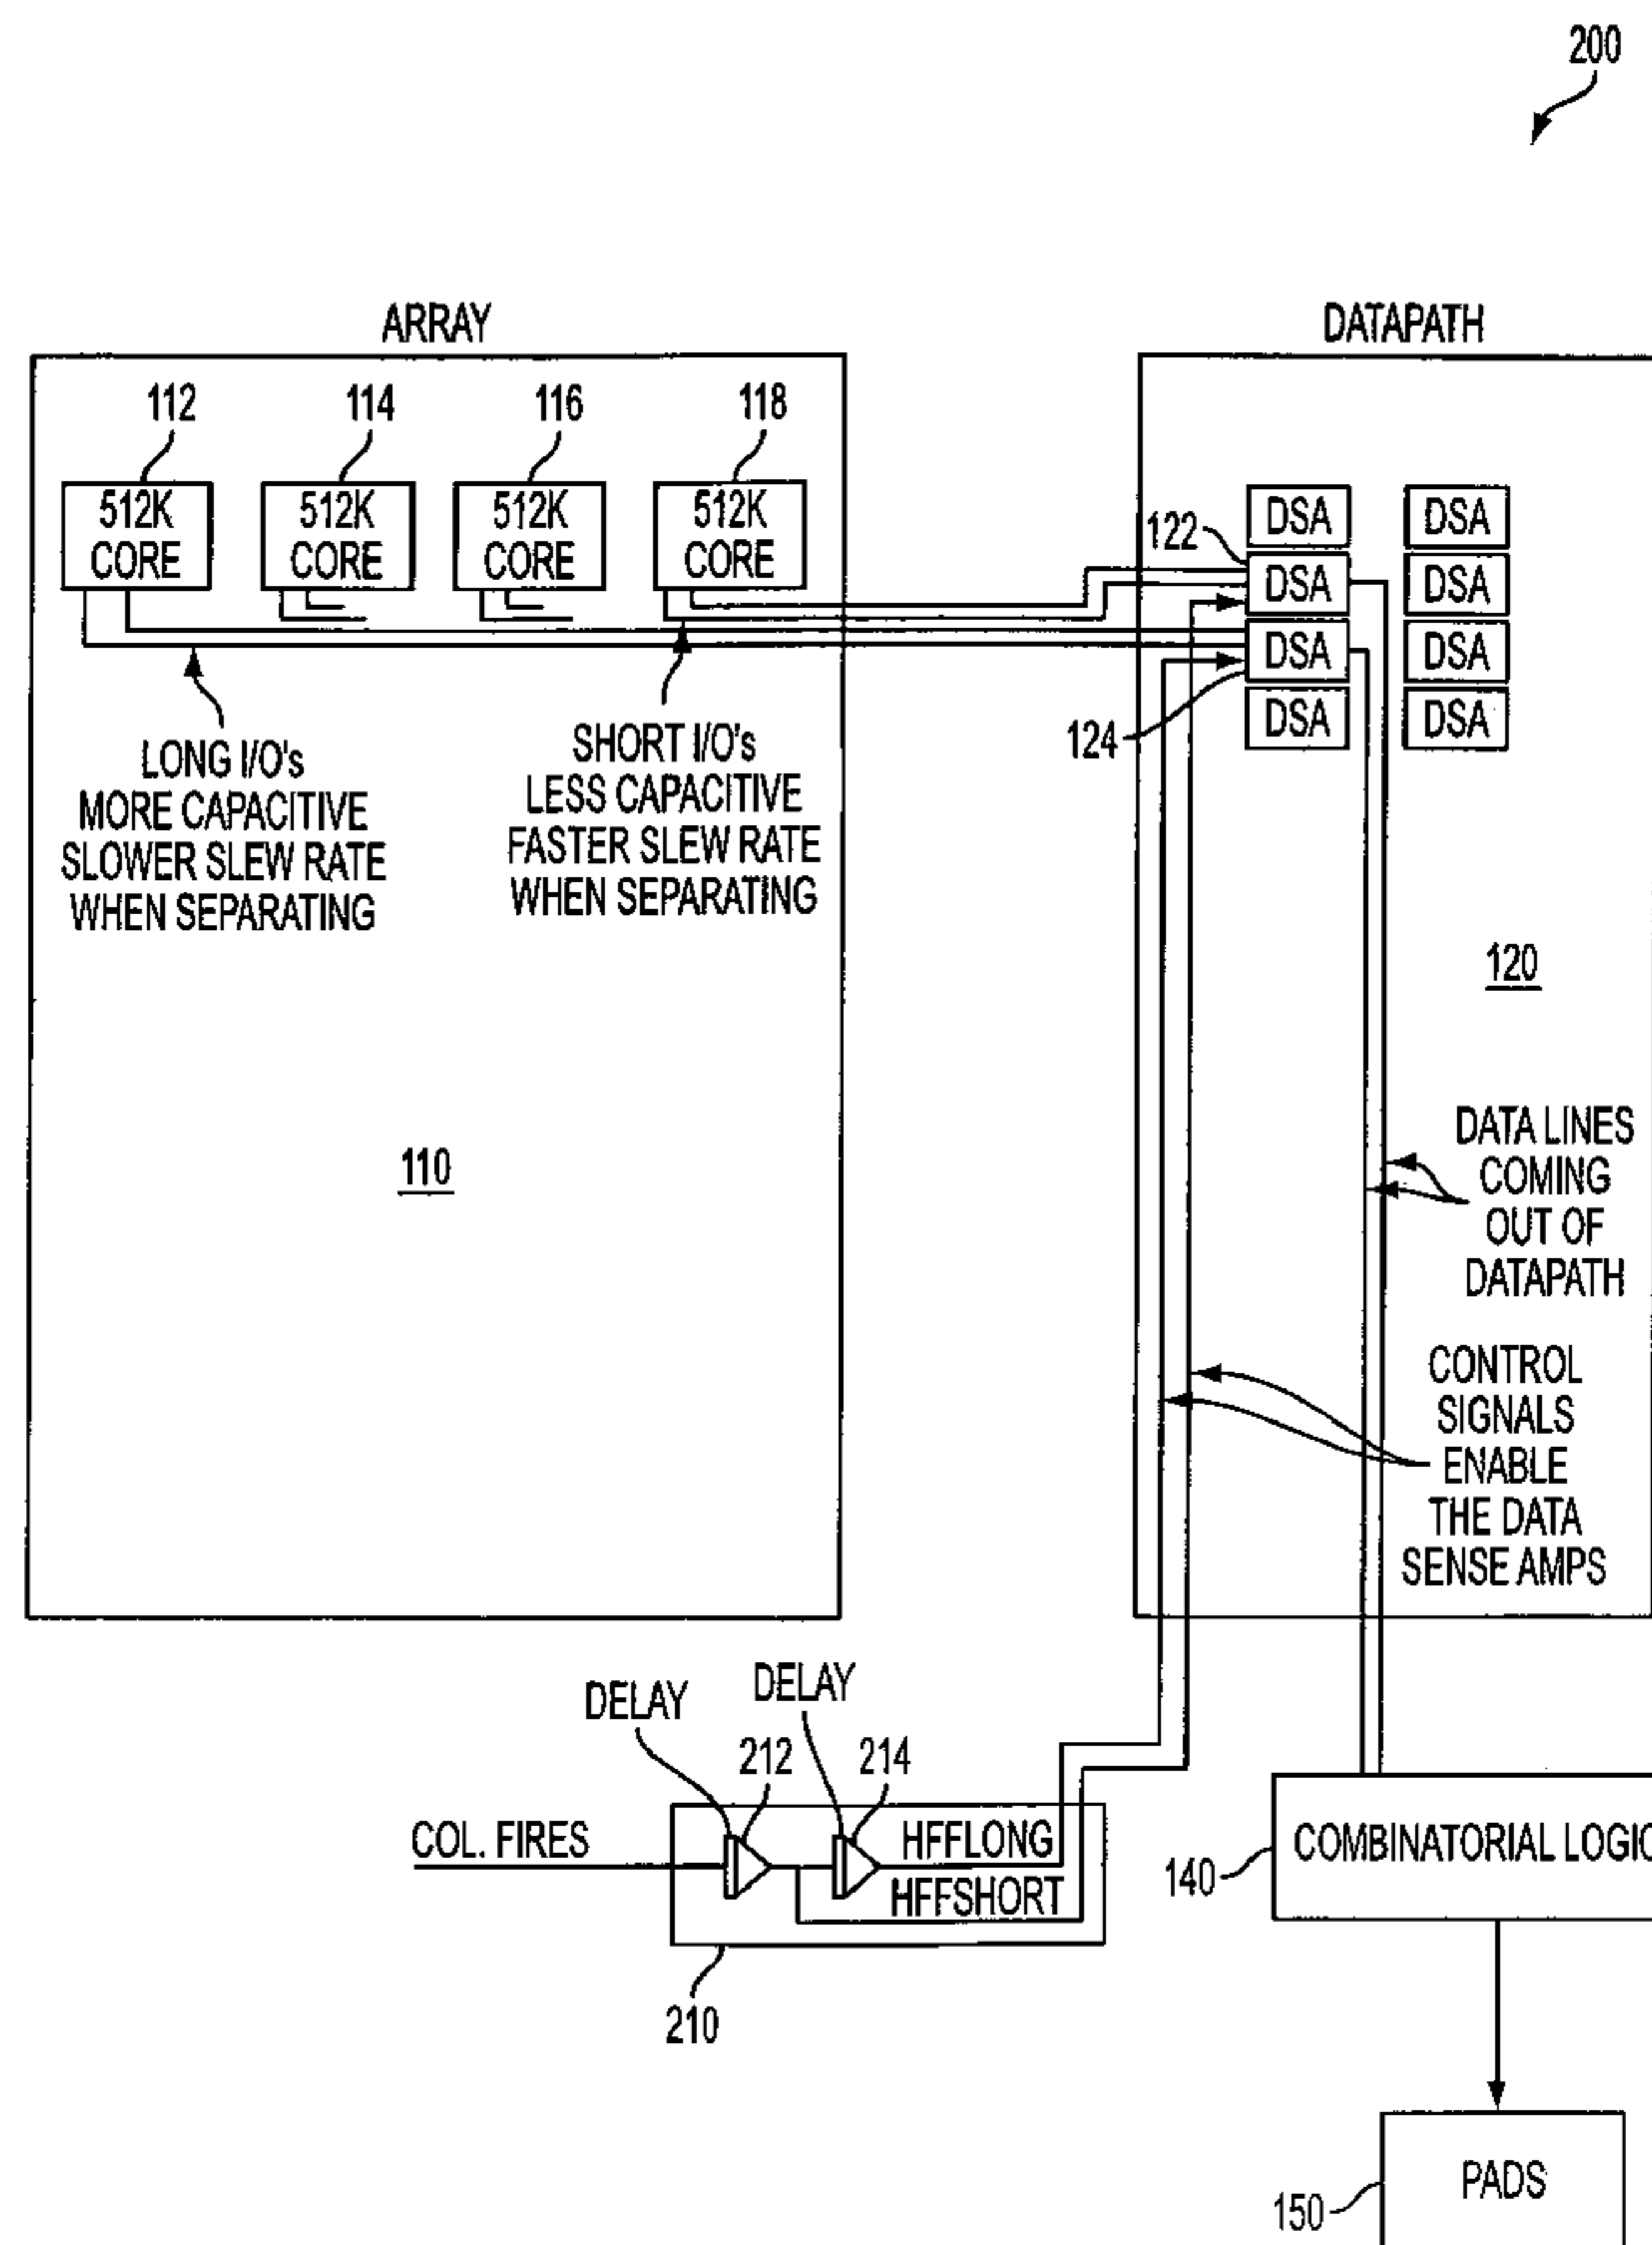 200
ARRAY
DATAPATH
112
114
116
118
512K
CORE
512K
CORE
512K
CORE
512K
CORE
122
DSA
DSA
DSA
DSA
DSA
DSA
DSA
DSA
124
LONG I/O's
MORE CAPACITIVE
SLOWER SLEW RATE
WHEN SEPARATING
SHORT I/O's
LESS CAPACITIVE
FASTER SLEW RATE
WHEN SEPARATING
120
110
DATA LINES
COMING
OUT OF
DATAPATH
CONTROL
SIGNALS
ENABLE
THE DATA
SENSE AMPS
DELAY
DELAY
212
214
COL. FIRES
HFFLONG
HFFSHORT
210
140
COMBINATORIAL LOGIC
150
PADS